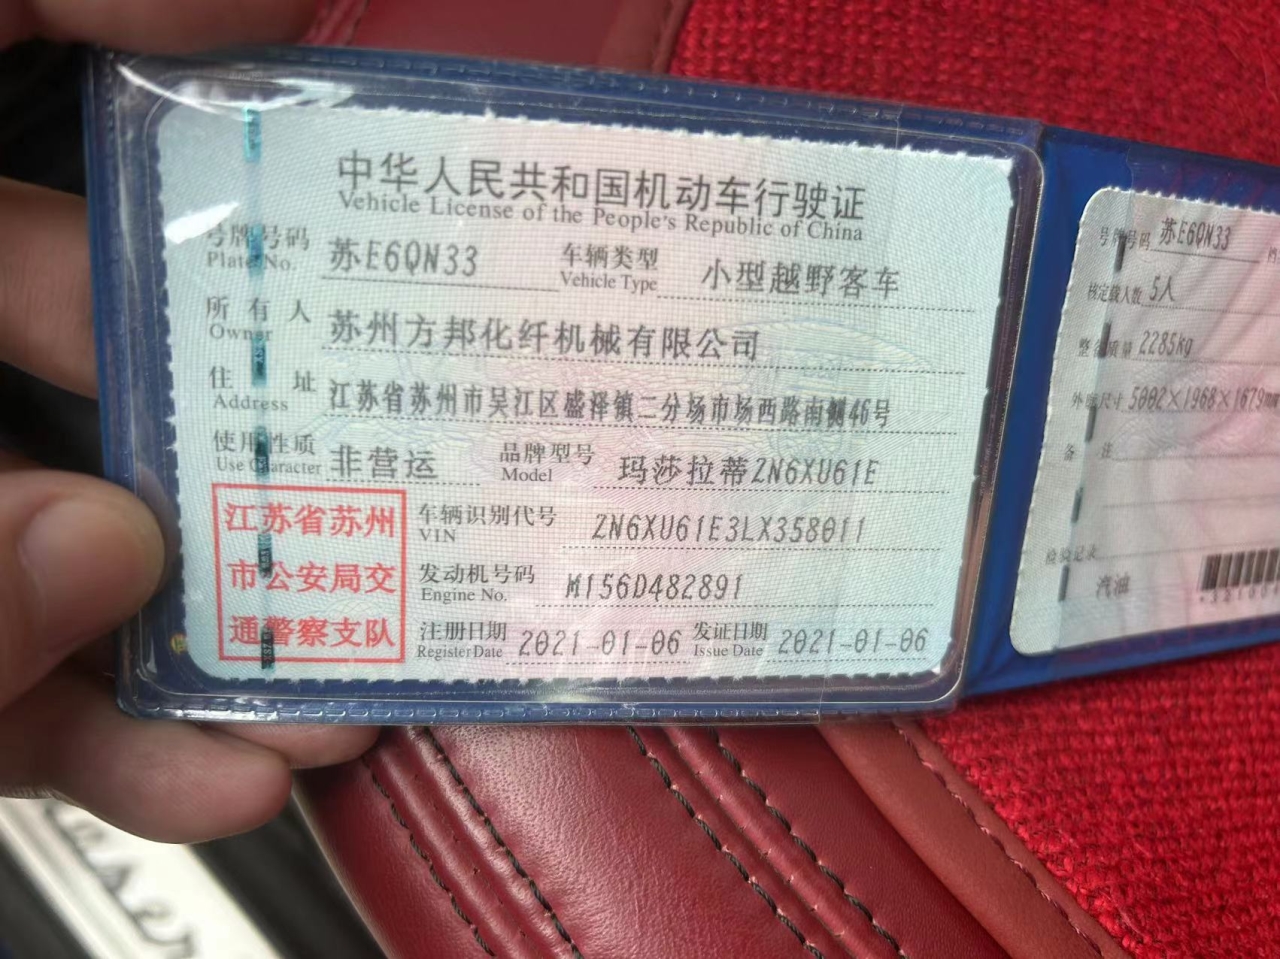 中华人民共和国机动车行驶证
Vehicle License of the People's Republic of China
号牌号码 苏E6QN33 车辆类型 小型越野客车
Plate No. Vehicle Type
所有人 苏州方邦化纤机械有限公司
Owner
住址 江苏省苏州市吴江区盛泽镇二分场市场西路南侧46号
Address
使用性质 非营运 品牌型号 玛莎拉蒂ZN6XU61E
Use Character Model
江苏省苏州
市公安局交
通警察支队
车辆识别代号 ZN6XU61E3LX358011
VIN
发动机号码 M156D482891
Engine No.
注册日期 2021-01-06 发证日期 2021-01-06
Register Date Issue Date
号牌号码 苏E6QN33
核定载人数 5人
整备质量 2285kg
外廓尺寸 5002×1968×1679
备注
检验记录
汽油